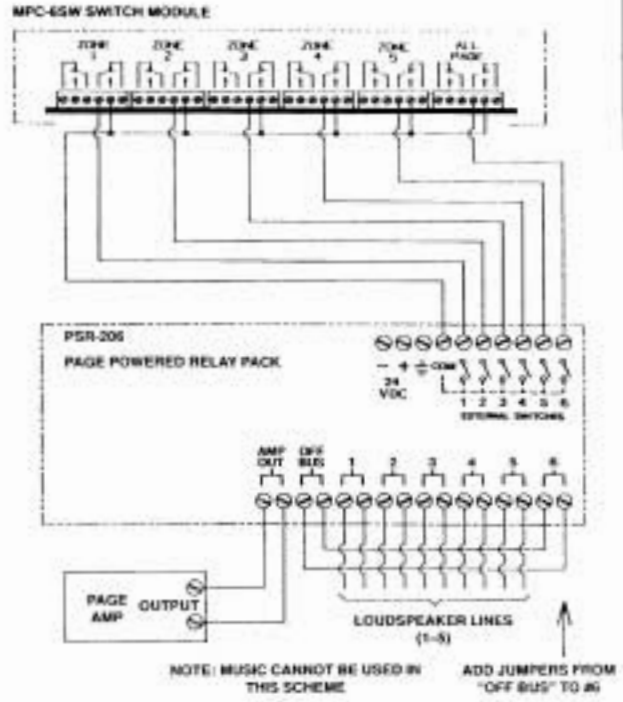 MPC-6SW SWITCH MODULE
ZONE 1
ZONE 2
ZONE 3
ZONE 4
ZONE 5
ALL PAGE
PSR-206
PAGE POWERED RELAY PACK
- + COM
24 VDC
1 2 3 4 5 6
EXTERNAL SWITCHES
AMP OUT
OFF BUS
1 2 3 4 5 6
PAGE AMP
OUTPUT
LOUDSPEAKER LINES
(1-5)
NOTE: MUSIC CANNOT BE USED IN
THIS SCHEME
ADD JUMPERS FROM
"OFF BUS" TO #6